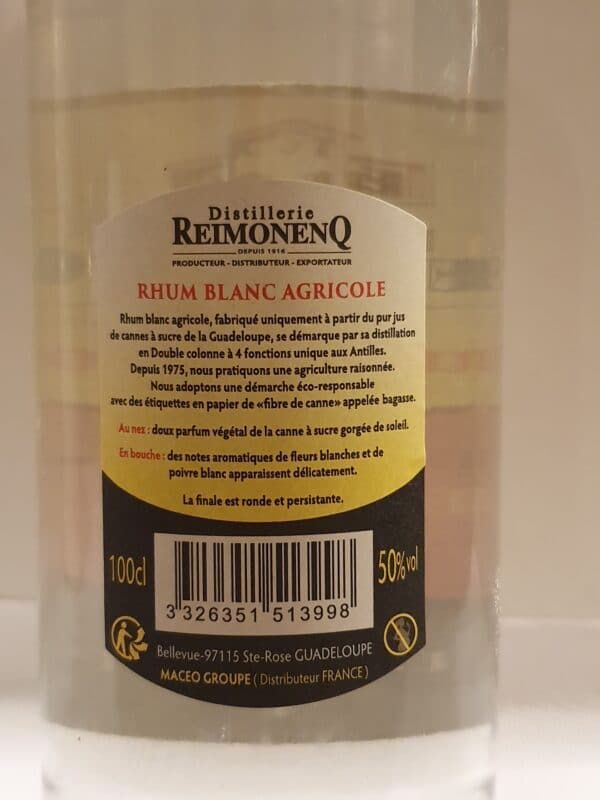 Distillerie
REIMONENQ
DEPUIS 1916
PRODUCTEUR - DISTRIBUTEUR - EXPORTATEUR
RHUM BLANC AGRICOLE
Rhum blanc agricole, fabriqué uniquement à partir du pur jus
de cannes à sucre de la Guadeloupe, se démarque par sa distillation
en Double colonne à 4 fonctions unique aux Antilles.
Depuis 1975, nous pratiquons une agriculture raisonnée.
Nous adoptons une démarche éco-responsable
avec des étiquettes en papier de «fibre de canne» appelée bagasse.
Au nez : doux parfum végétal de la canne à sucre gorgée de soleil.
En bouche : des notes aromatiques de fleurs blanches et de
poivre blanc apparaissent délicatement.
La finale est ronde et persistante.
100cl
50% vol
3 326351 513998
Bellevue-97115 Ste-Rose GUADELOUPE
MACEO GROUPE ( Distributeur FRANCE )